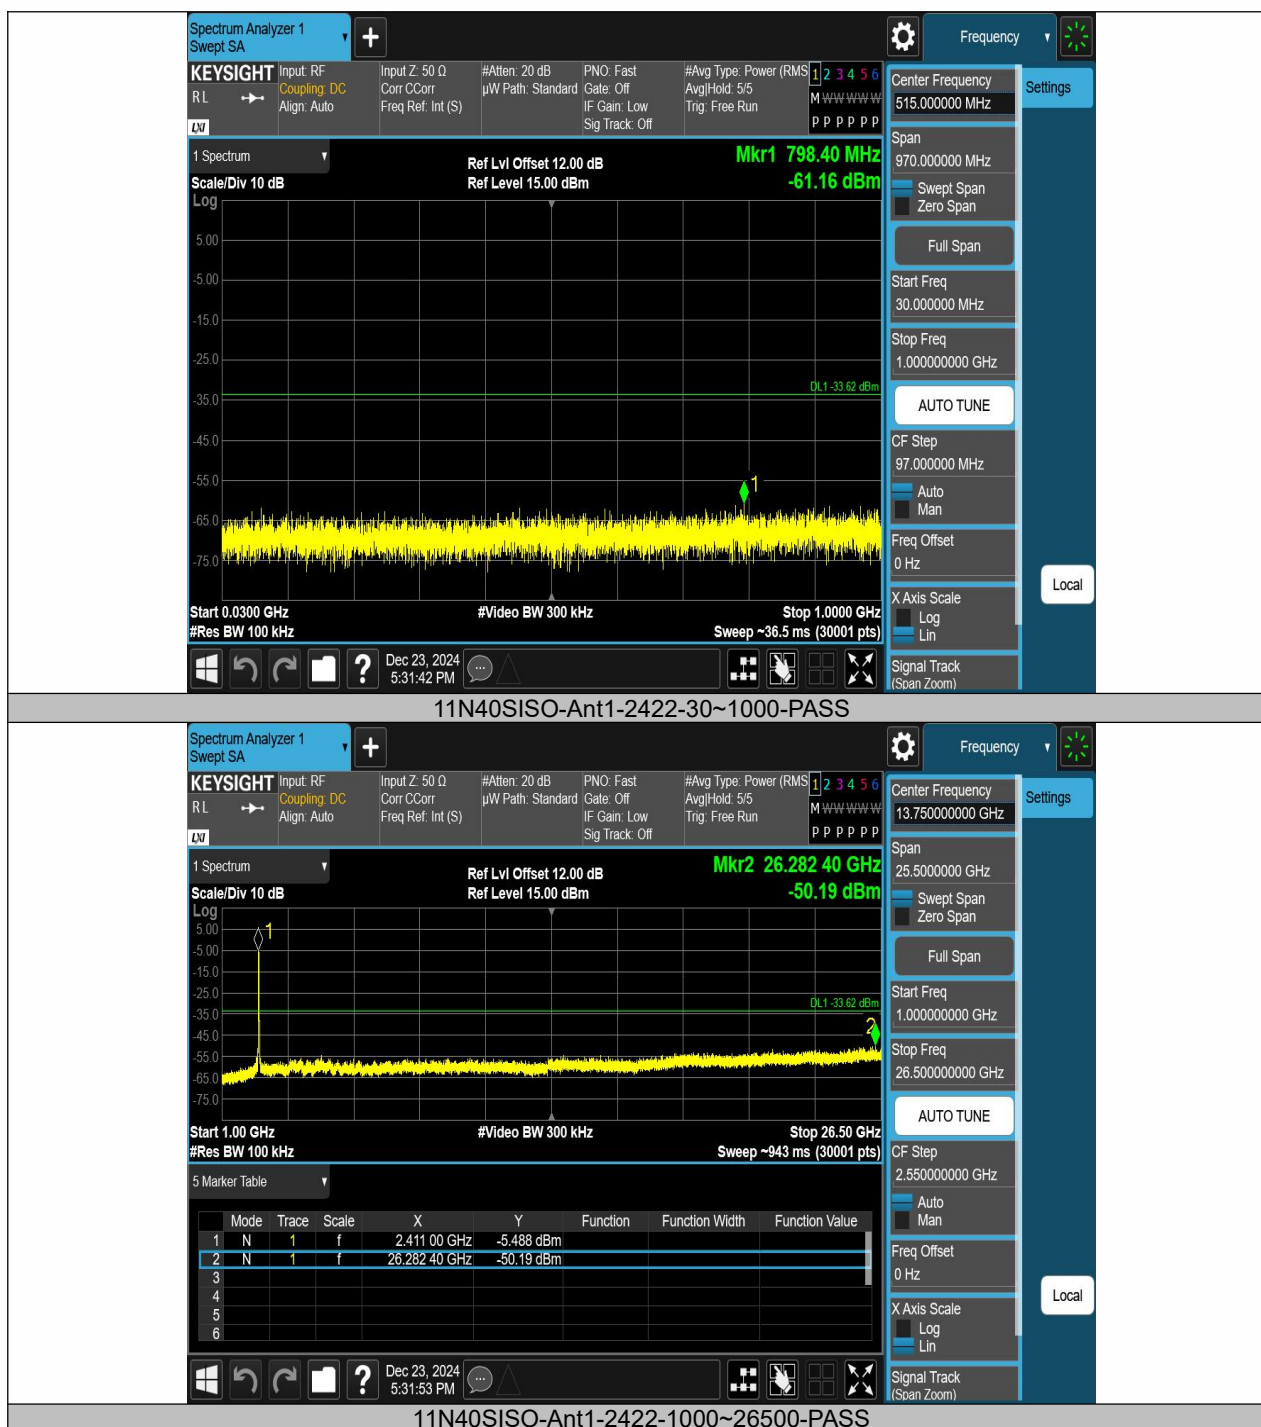 Spectrum Analyzer 1
Swept SA
+
Frequency
KEYSIGHT
RL
LXI
Input: RF
Coupling: DC
Align: Auto
Input Z: 50 Ω
Corr CCorr
Freq Ref: Int (S)
#Atten: 20 dB
µW Path: Standard
PNO: Fast
Gate: Off
IF Gain: Low
Sig Track: Off
#Avg Type: Power (RMS
Avg|Hold: 5/5
Trig: Free Run
1 2 3 4 5 6
M W W W W W
P P P P P P
Center Frequency
515.000000 MHz
Settings
Span
970.000000 MHz
Swept Span
Zero Span
Full Span
Start Freq
30.000000 MHz
Stop Freq
1.000000000 GHz
AUTO TUNE
CF Step
97.000000 MHz
Auto
Man
Freq Offset
0 Hz
X Axis Scale
Log
Lin
Signal Track
(Span Zoom)
Local
1 Spectrum
Scale/Div 10 dB
Log
Ref Lvl Offset 12.00 dB
Ref Level 15.00 dBm
Mkr1 798.40 MHz
-61.16 dBm
5.00
-5.00
-15.0
-25.0
DL1 -33.62 dBm
-35.0
-45.0
-55.0
1
-65.0
-75.0
Start 0.0300 GHz
#Video BW 300 kHz
Stop 1.0000 GHz
#Res BW 100 kHz
Sweep ~36.5 ms (30001 pts)
?
Dec 23, 2024
5:31:42 PM
11N40SISO-Ant1-2422-30~1000-PASS
Spectrum Analyzer 1
Swept SA
+
Frequency
KEYSIGHT
RL
LXI
Input: RF
Coupling: DC
Align: Auto
Input Z: 50 Ω
Corr CCorr
Freq Ref: Int (S)
#Atten: 20 dB
µW Path: Standard
PNO: Fast
Gate: Off
IF Gain: Low
Sig Track: Off
#Avg Type: Power (RMS
Avg|Hold: 5/5
Trig: Free Run
1 2 3 4 5 6
M W W W W W
P P P P P P
Center Frequency
13.750000000 GHz
Settings
Span
25.5000000 GHz
Swept Span
Zero Span
Full Span
Start Freq
1.000000000 GHz
Stop Freq
26.500000000 GHz
AUTO TUNE
CF Step
2.550000000 GHz
Auto
Man
Freq Offset
0 Hz
X Axis Scale
Log
Lin
Signal Track
(Span Zoom)
Local
1 Spectrum
Scale/Div 10 dB
Log
Ref Lvl Offset 12.00 dB
Ref Level 15.00 dBm
Mkr2 26.282 40 GHz
-50.19 dBm
5.00
1
-5.00
-15.0
-25.0
DL1 -33.62 dBm
-35.0
2
-45.0
-55.0
-65.0
-75.0
Start 1.00 GHz
#Video BW 300 kHz
Stop 26.50 GHz
#Res BW 100 kHz
Sweep ~943 ms (30001 pts)
5 Marker Table
Mode Trace Scale X Y Function Function Width Function Value
1 N 1 f 2.411 00 GHz -5.488 dBm
2 N 1 f 26.282 40 GHz -50.19 dBm
3
4
5
6
?
Dec 23, 2024
5:31:53 PM
11N40SISO-Ant1-2422-1000~26500-PASS